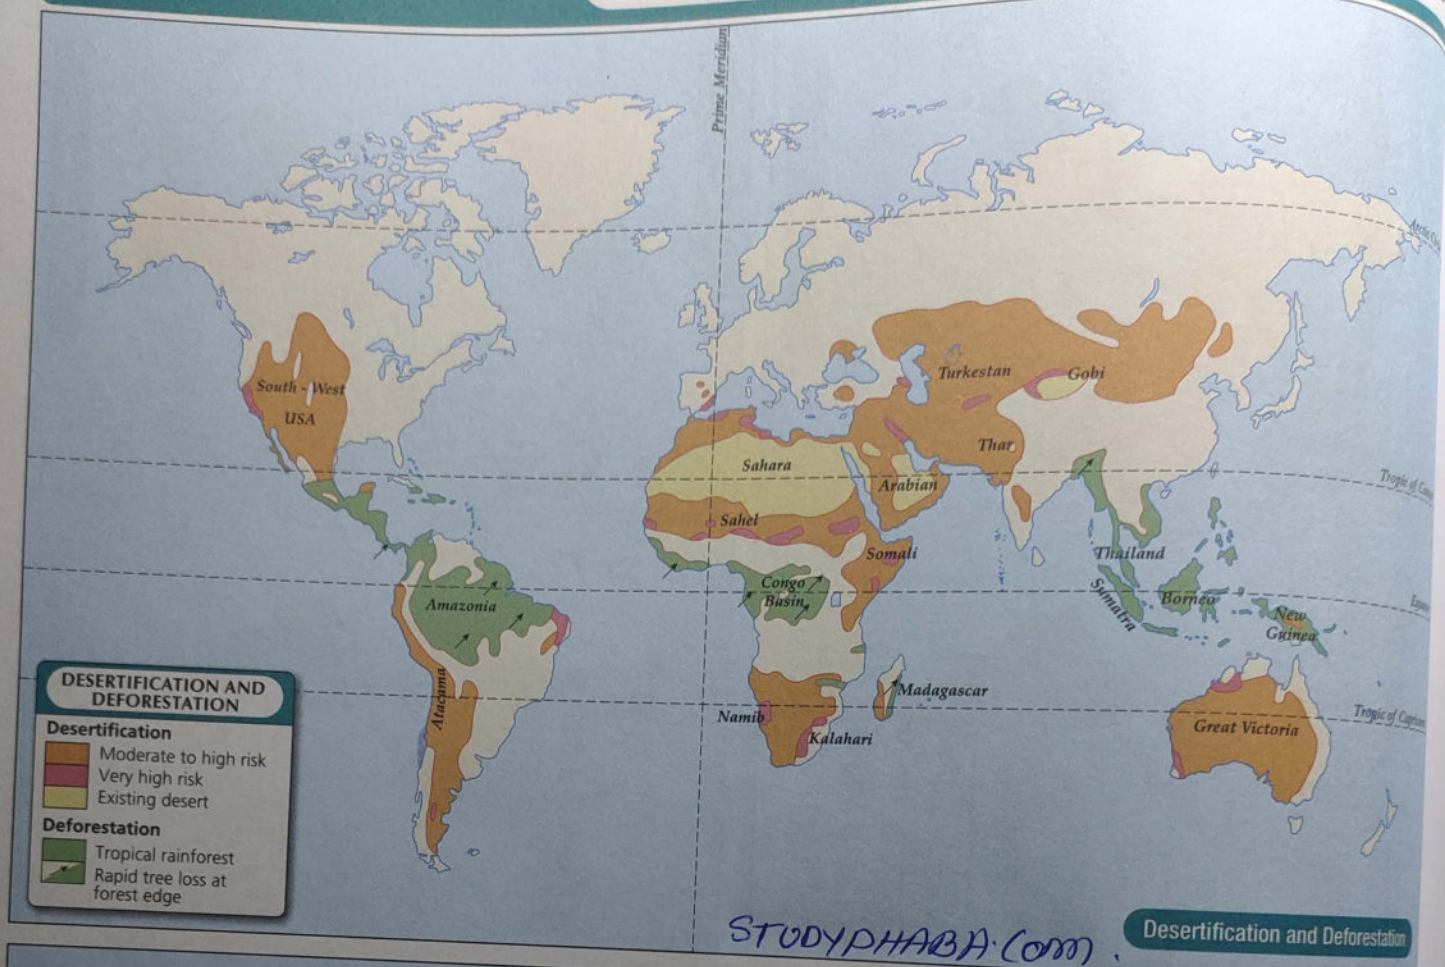 Prime Meridian
South - West
USA
Turkestan
Gobi
Thar
Sahara
Arabian
Tropic of
Sahel
Somali
Thailand
Congo
Basin
Amazonia
Sumatra
Borneo
New
Guinea
Madagascar
Atacama
Namib
Kalahari
Great Victoria
Tropic of
DESERTIFICATION AND
DEFORESTATION
Desertification
Moderate to high risk
Very high risk
Existing desert
Deforestation
Tropical rainforest
Rapid tree loss at
forest edge
STUDYPHABA.COM.
Desertification and Deforestation